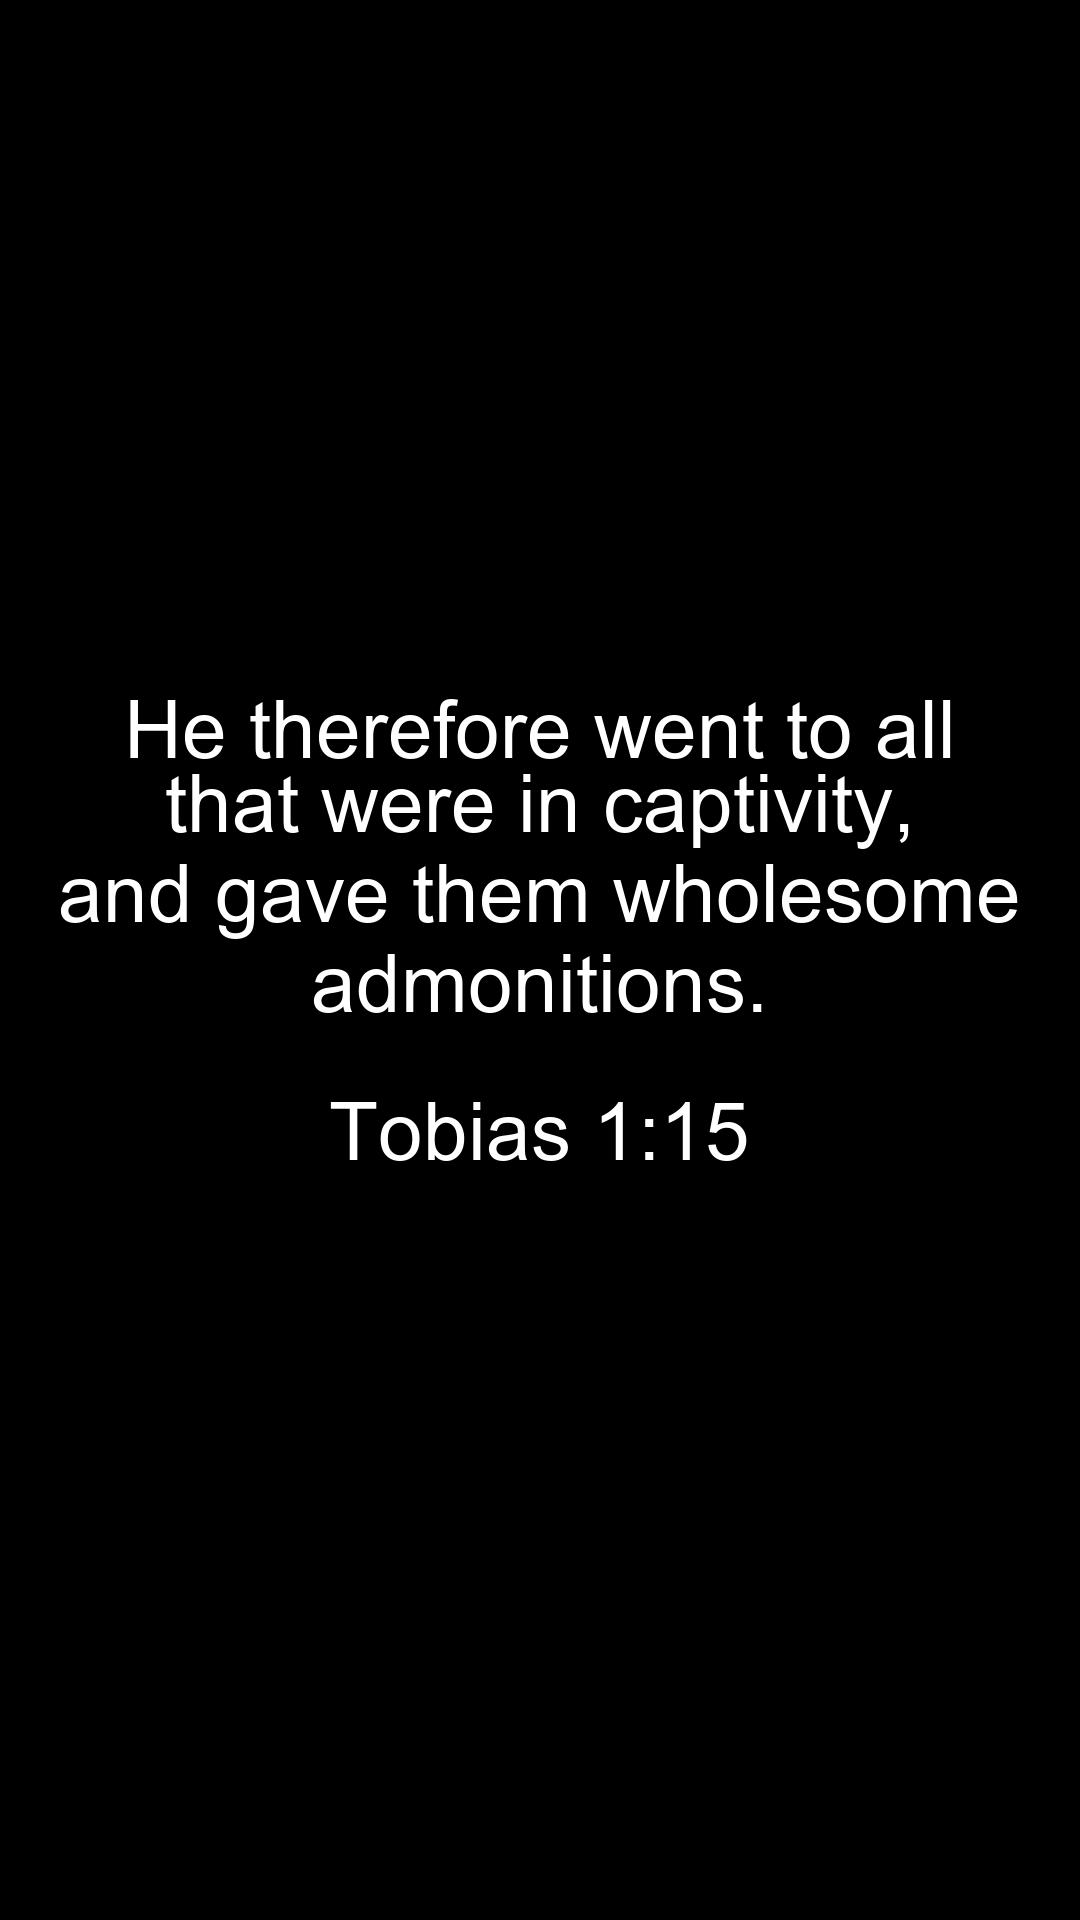 He therefore went to all
that were in captivity,
and gave them wholesome
admonitions.
Tobias 1:15